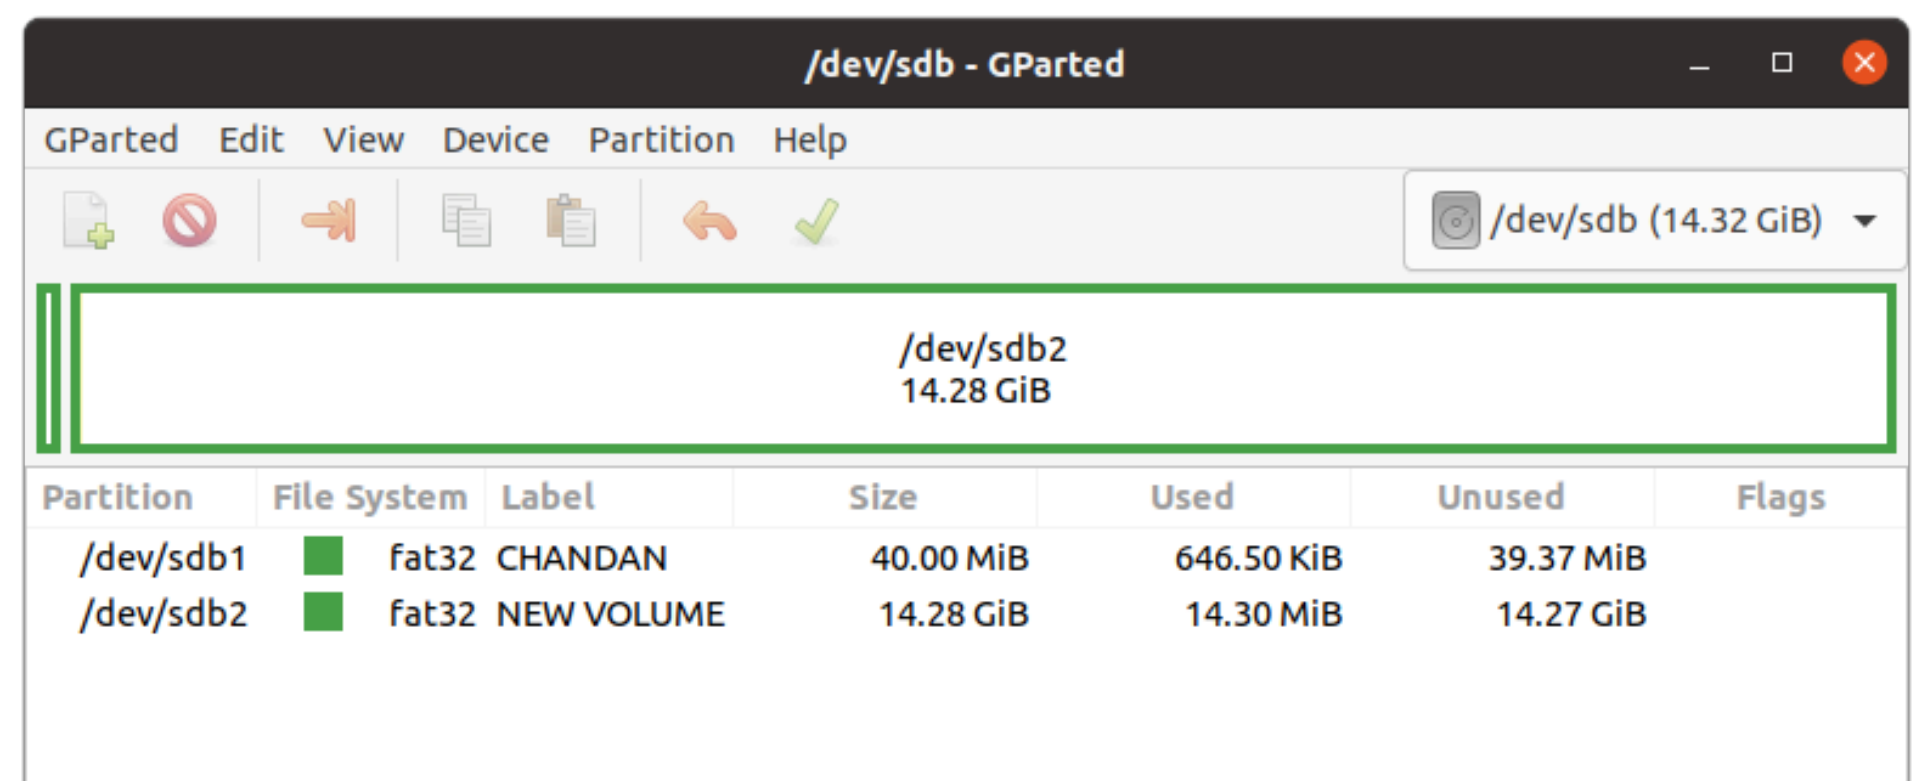 /dev/sdb - GParted
GParted Edit View Device Partition Help
/dev/sdb (14.32 GiB)
/dev/sdb2
14.28 GiB
Partition File System Label Size Used Unused Flags
/dev/sdb1 fat32 CHANDAN 40.00 MiB 646.50 KiB 39.37 MiB
/dev/sdb2 fat32 NEW VOLUME 14.28 GiB 14.30 MiB 14.27 GiB